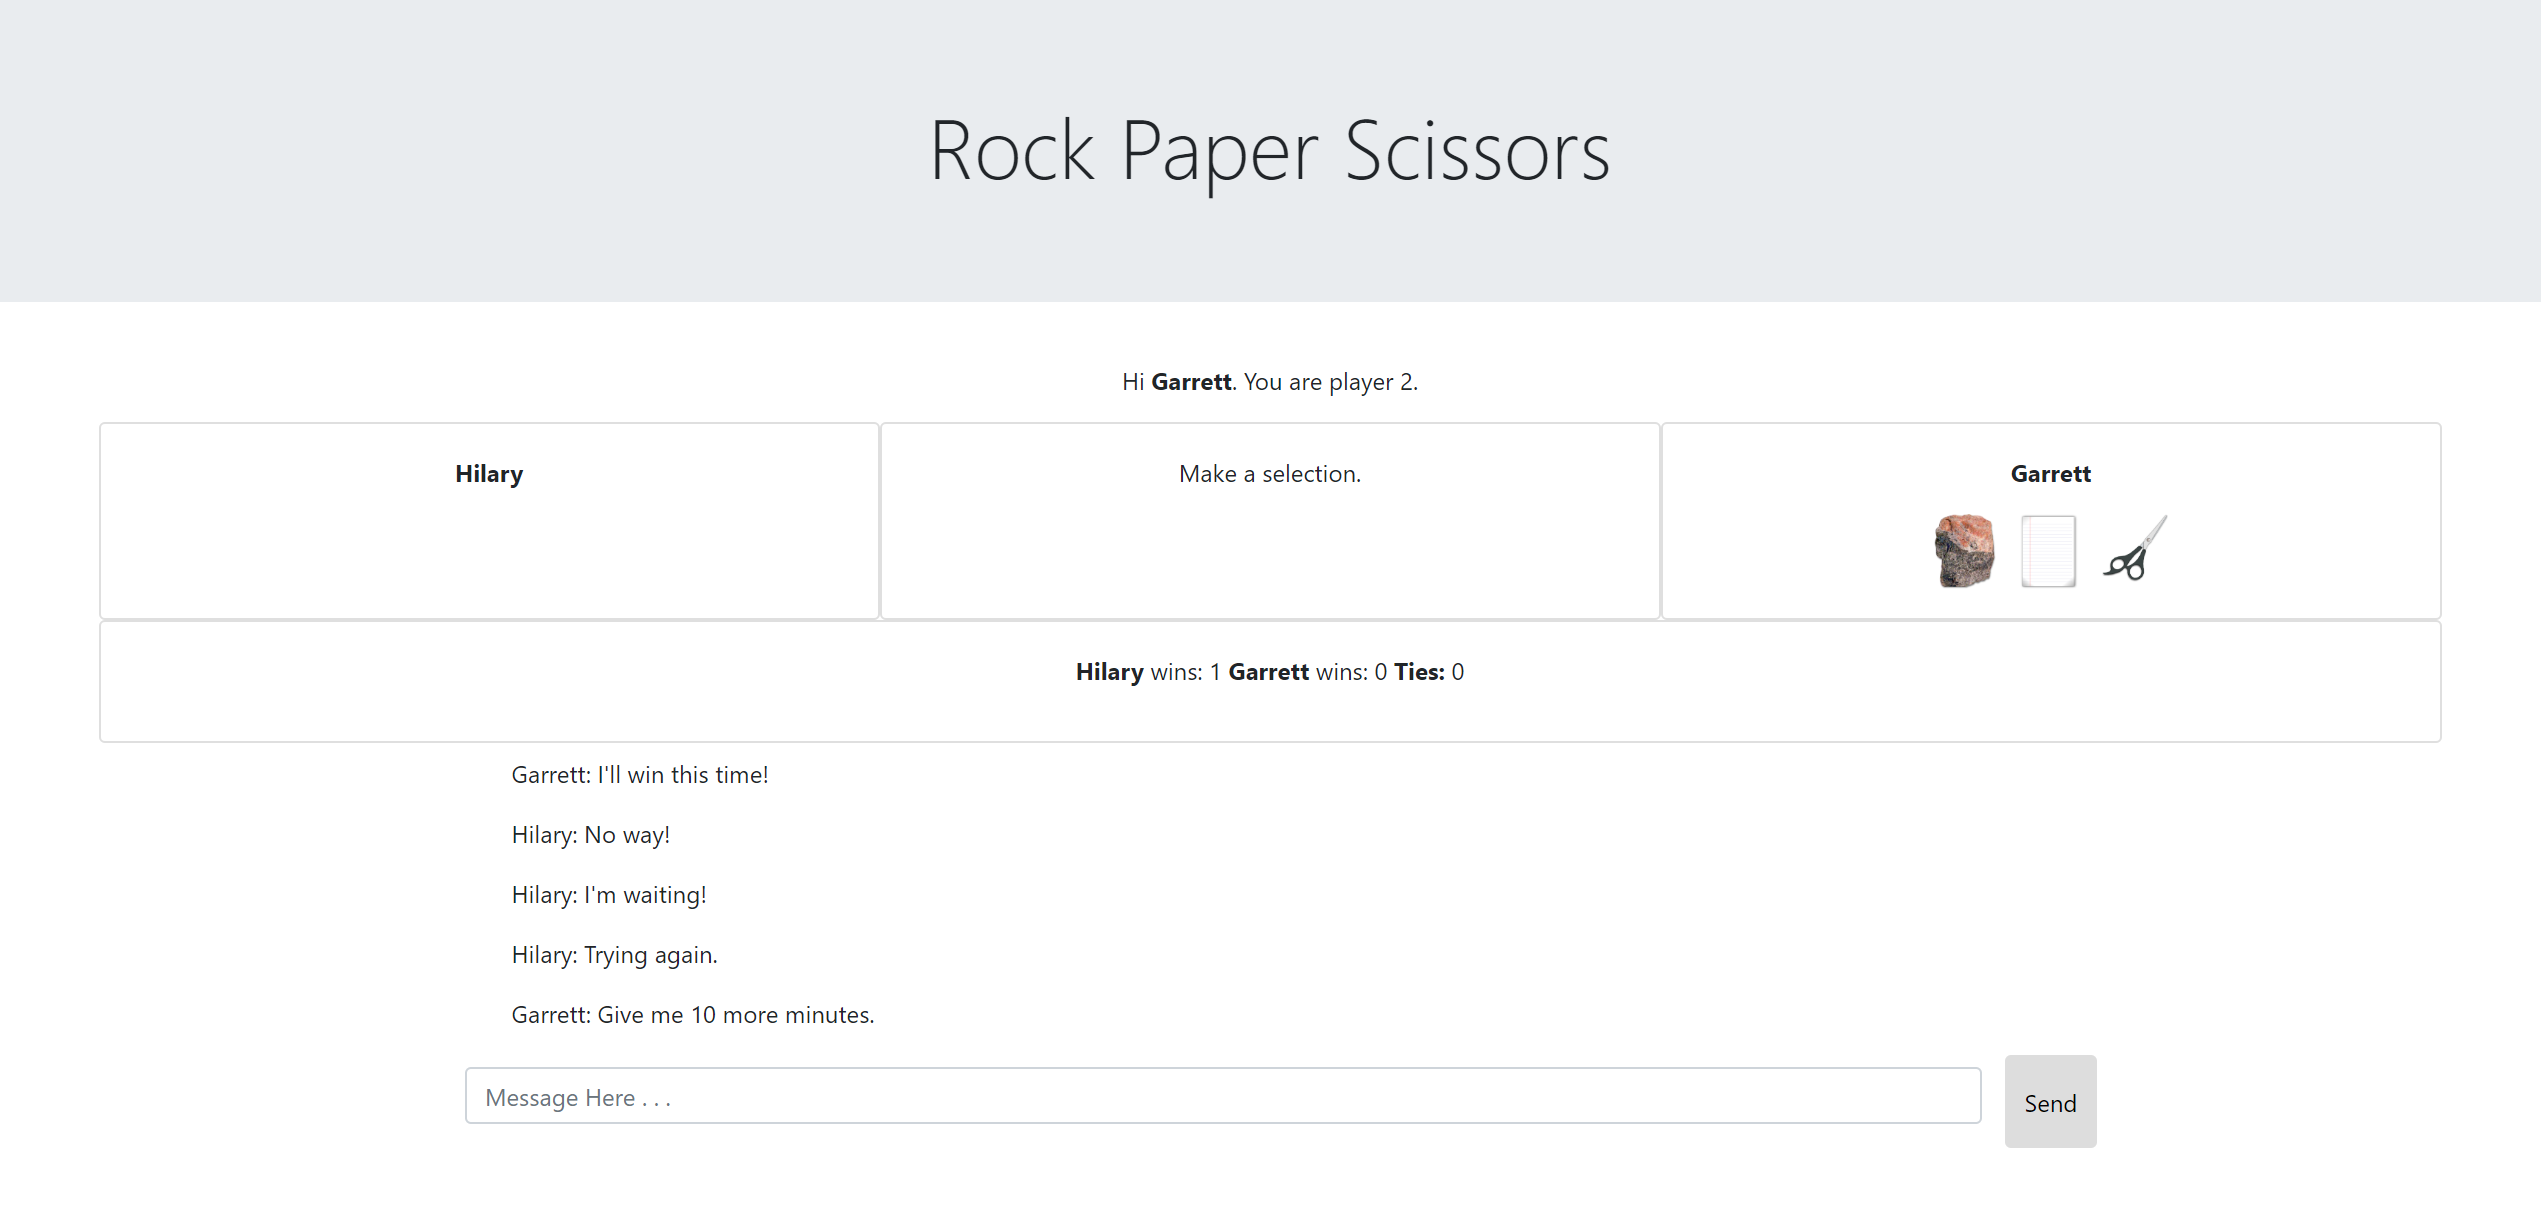 Rock Paper Scissors
Hi Garrett. You are player 2.
Hilary
Make a selection.
Garrett
Hilary wins: 1 Garrett wins: 0 Ties: 0
Garrett: I'll win this time!
Hilary: No way!
Hilary: I'm waiting!
Hilary: Trying again.
Garrett: Give me 10 more minutes.
Message Here . . .
Send